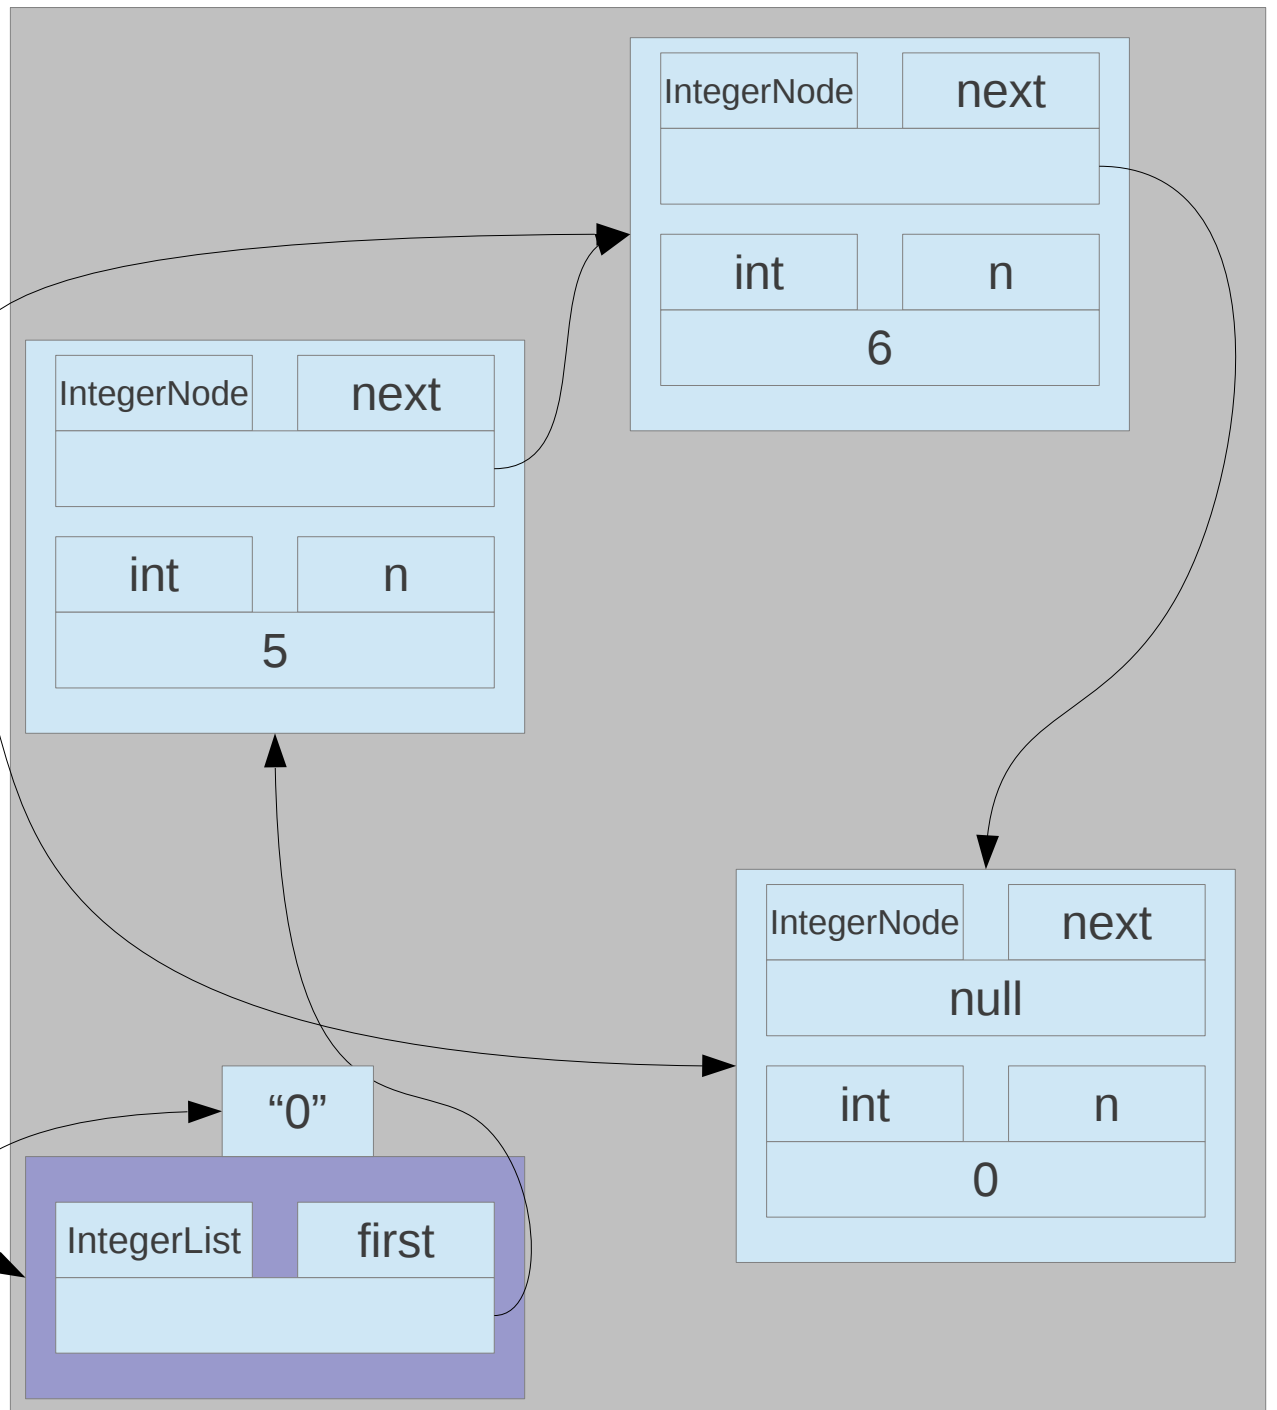 IntegerNode next
int n
6
IntegerNode next
int n
5
IntegerNode next
null
int n
0
“0”
IntegerList first